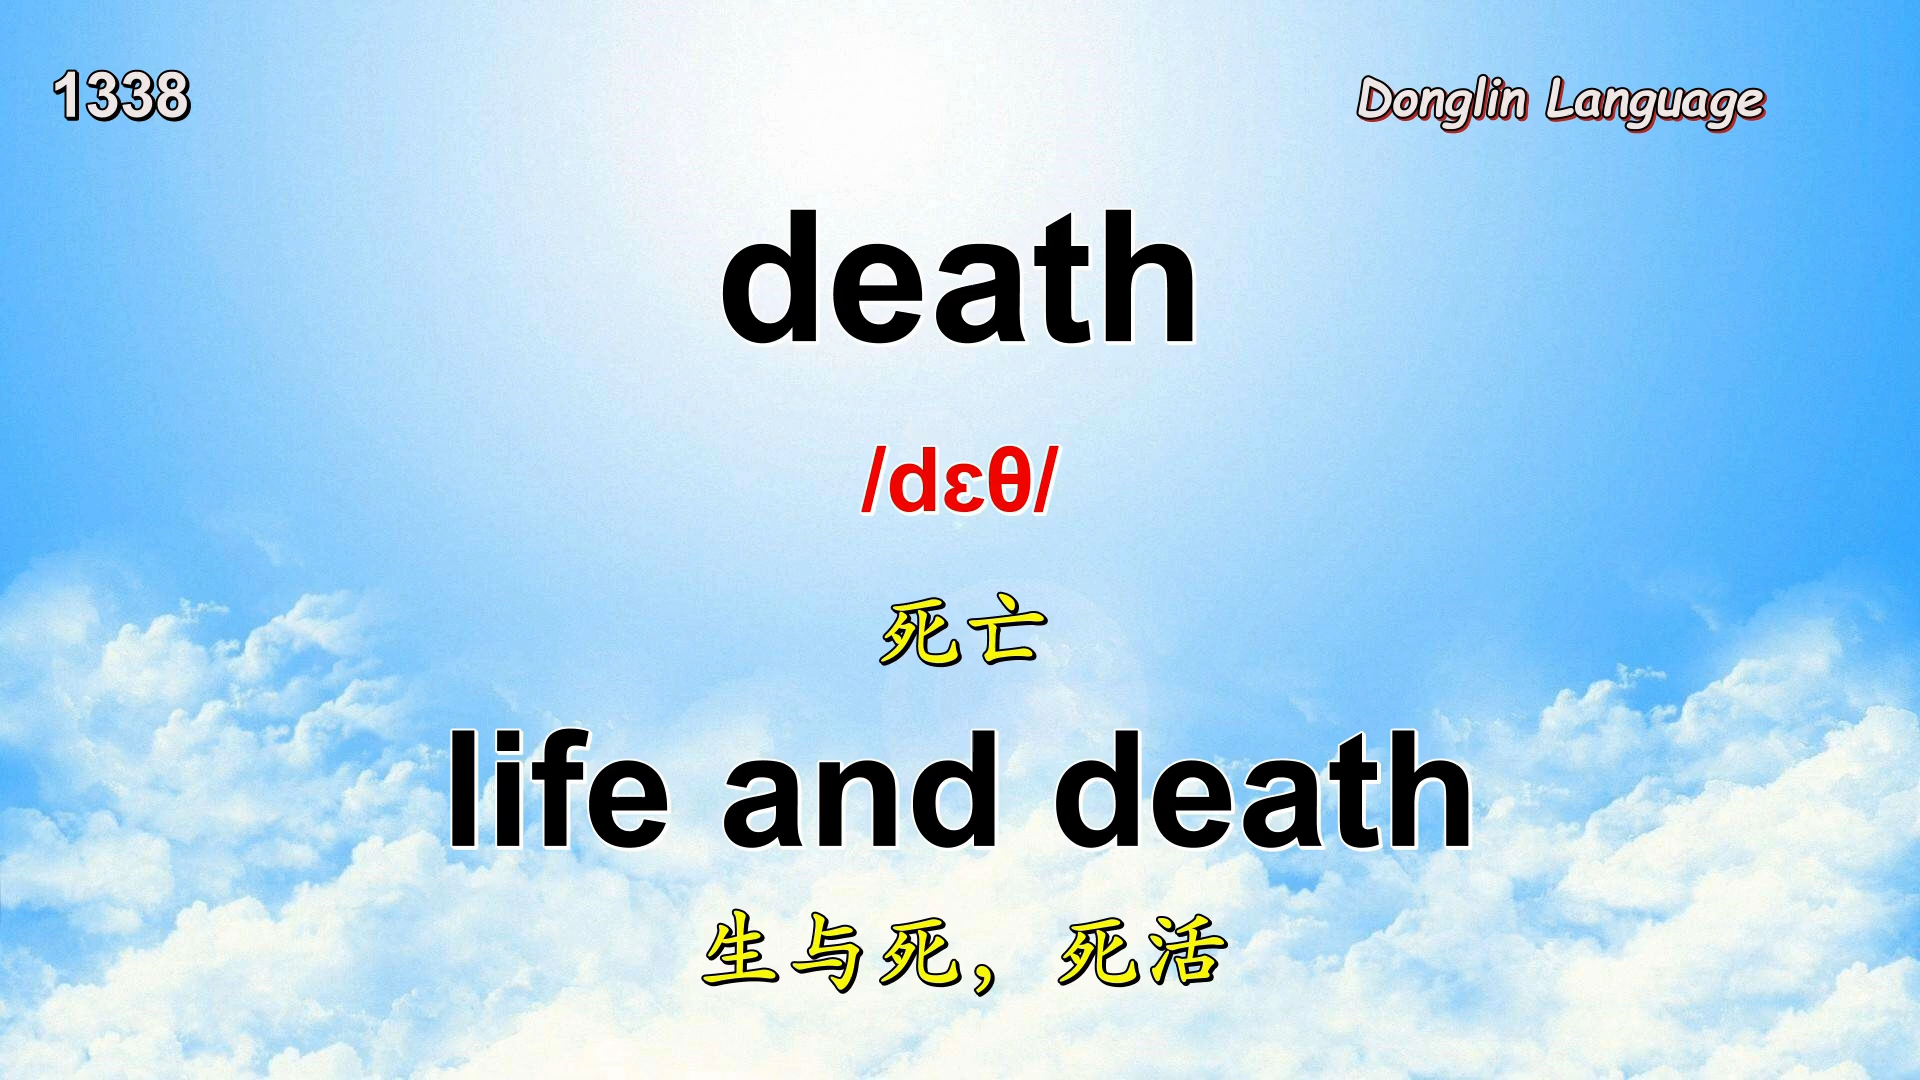 1338
Donglin Language
death
/dɛθ/
死亡
life and death
生与死，死活